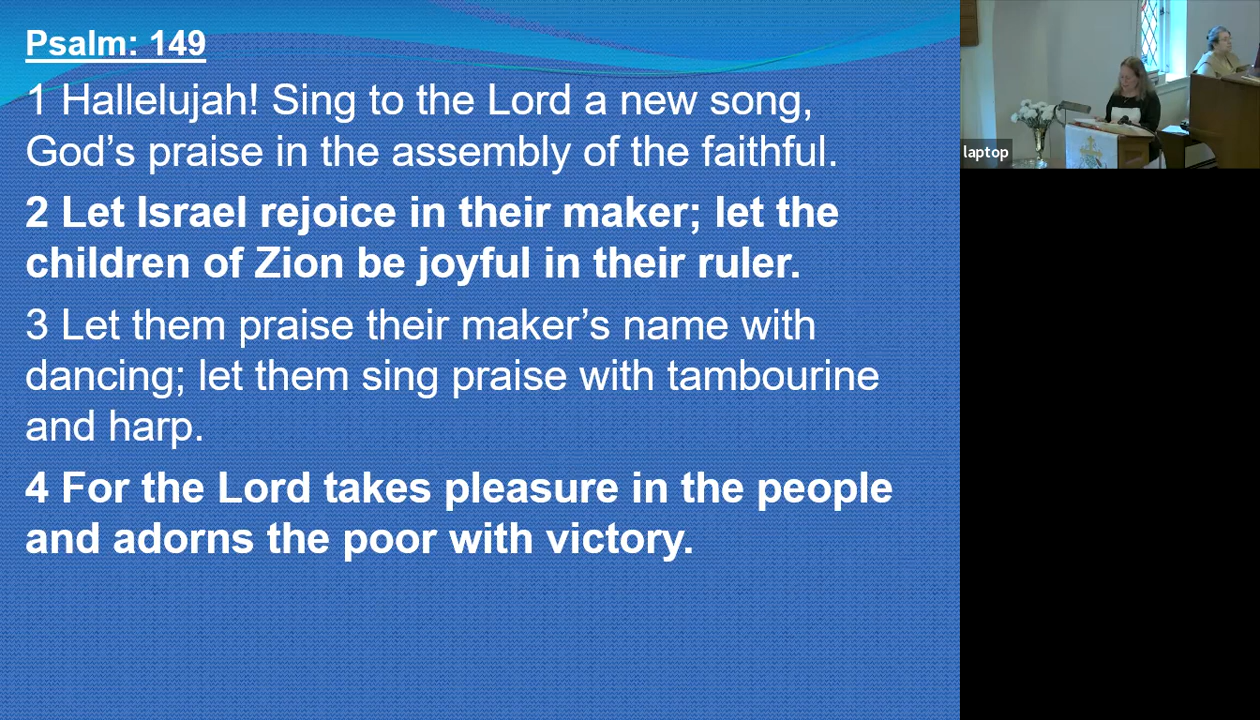 Psalm: 149
1 Hallelujah! Sing to the Lord a new song,
God’s praise in the assembly of the faithful.
2 Let Israel rejoice in their maker; let the
children of Zion be joyful in their ruler.
3 Let them praise their maker’s name with
dancing; let them sing praise with tambourine
and harp.
4 For the Lord takes pleasure in the people
and adorns the poor with victory.
laptop